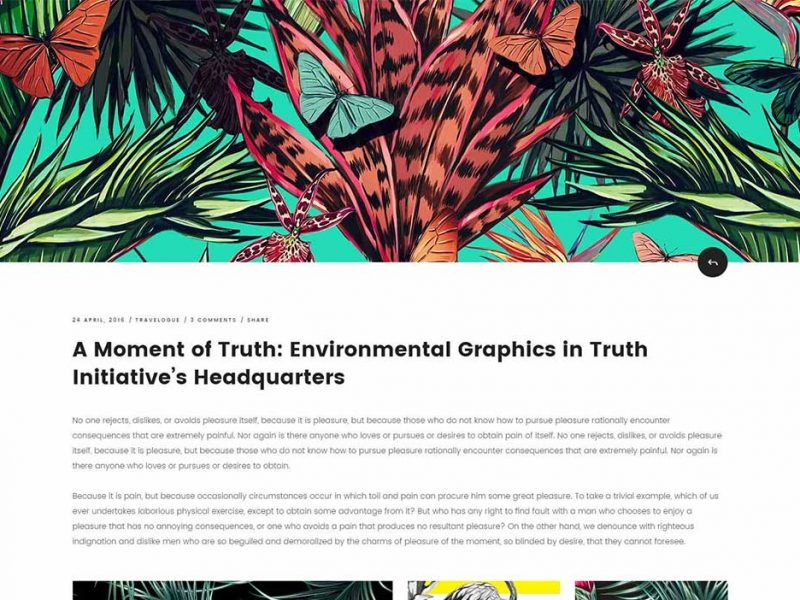 24 APRIL, 2016 / TRAVELOGUE / 3 COMMENTS / SHARE
A Moment of Truth: Environmental Graphics in Truth
Initiative’s Headquarters
No one rejects, dislikes, or avoids pleasure itself, because it is pleasure, but because those who do not know how to pursue pleasure rationally encounter
consequences that are extremely painful. Nor again is there anyone who loves or pursues or desires to obtain pain of itself. No one rejects, dislikes, or avoids pleasure
itself, because it is pleasure, but because those who do not know how to pursue pleasure rationally encounter consequences that are extremely painful. Nor again is
there anyone who loves or pursues or desires to obtain.
Because it is pain, but because occasionally circumstances occur in which toil and pain can procure him some great pleasure. To take a trivial example, which of us
ever undertakes laborious physical exercise, except to obtain some advantage from it? But who has any right to find fault with a man who chooses to enjoy a
pleasure that has no annoying consequences, or one who avoids a pain that produces no resultant pleasure? On the other hand, we denounce with righteous
indignation and dislike men who are so beguiled and demoralized by the charms of pleasure of the moment, so blinded by desire, that they cannot foresee.